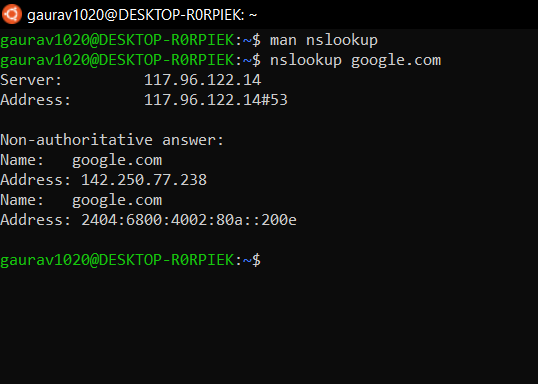 gaurav1020@DESKTOP-R0RPIEK: ~
gaurav1020@DESKTOP-R0RPIEK:~$ man nslookup
gaurav1020@DESKTOP-R0RPIEK:~$ nslookup google.com
Server:         117.96.122.14
Address:        117.96.122.14#53

Non-authoritative answer:
Name:   google.com
Address: 142.250.77.238
Name:   google.com
Address: 2404:6800:4002:80a::200e

gaurav1020@DESKTOP-R0RPIEK:~$